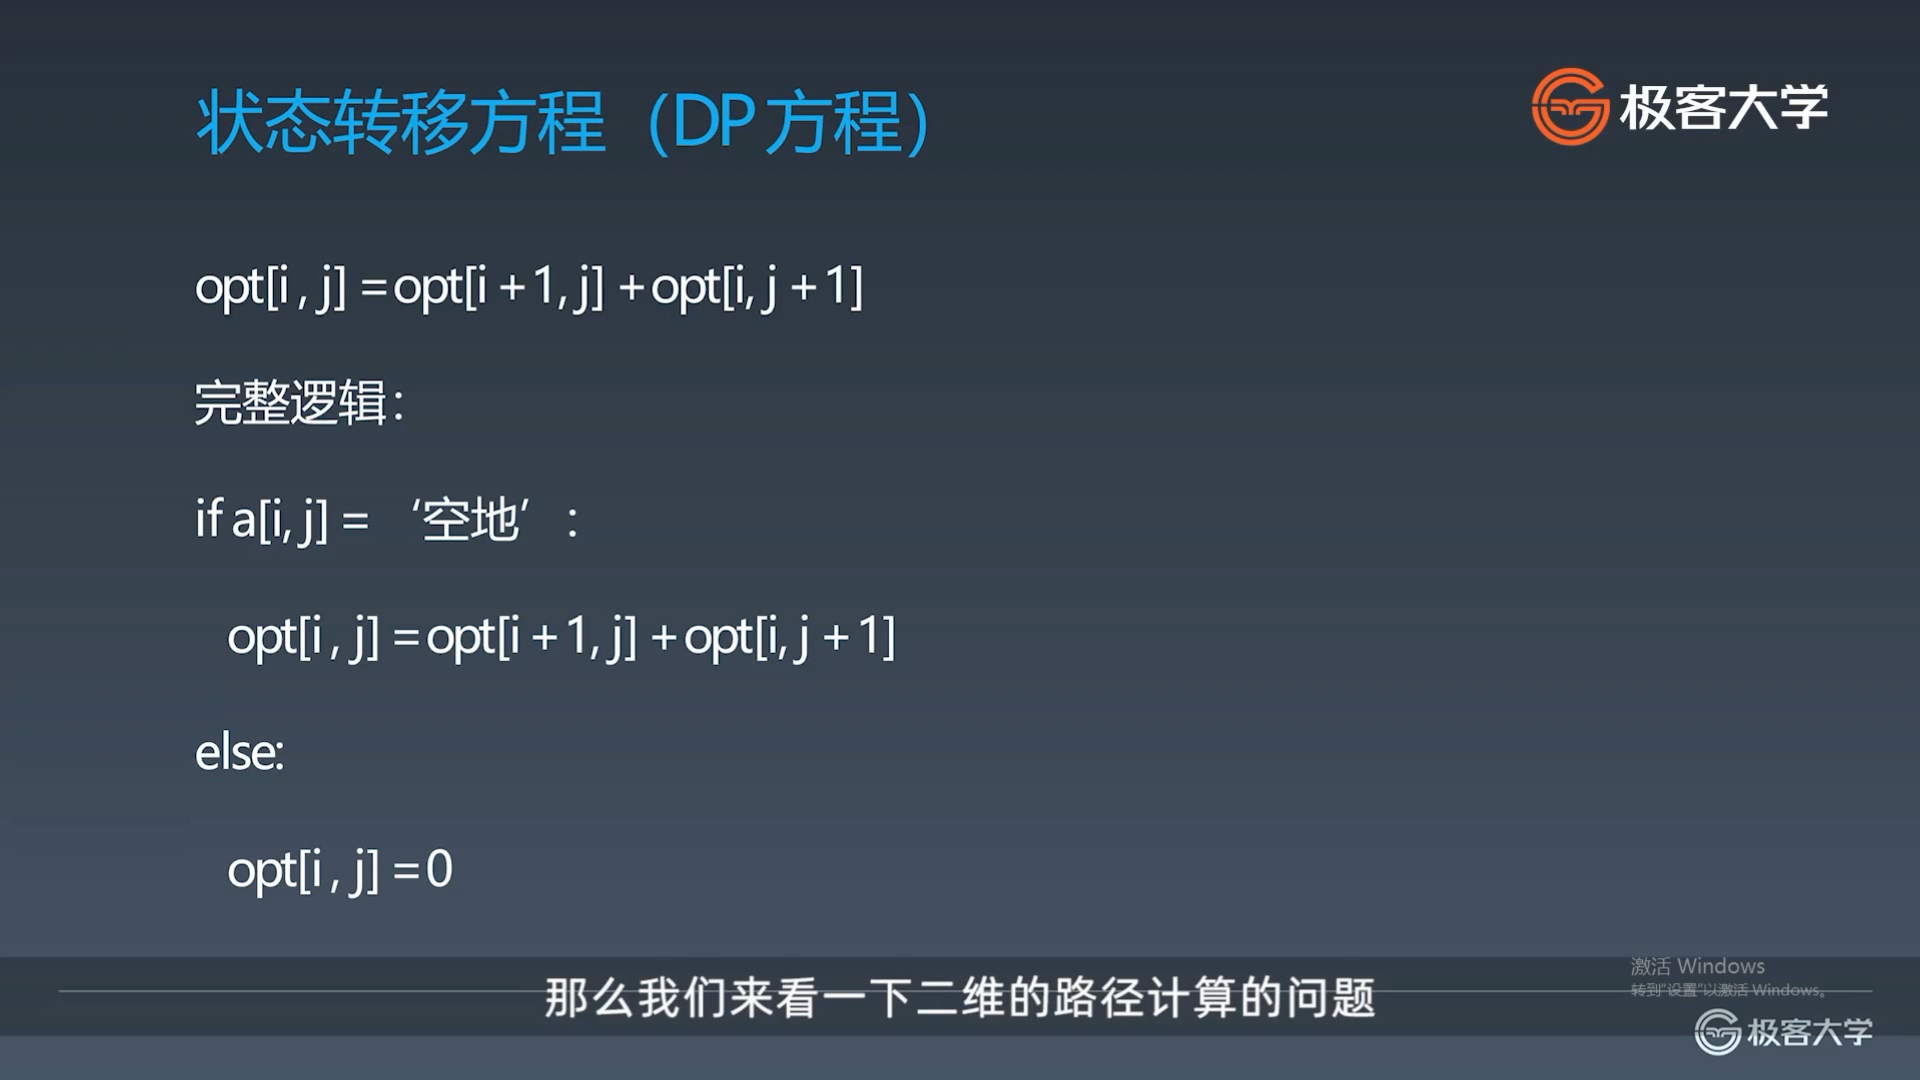 状态转移方程（DP方程）
极客大学
opt[i , j] = opt[i + 1, j] + opt[i, j + 1]
完整逻辑：
if a[i, j] = ‘空地’ ：
opt[i , j] = opt[i + 1, j] + opt[i, j + 1]
else:
opt[i , j] = 0
那么我们来看一下二维的路径计算的问题
激活 Windows
转到“设置”以激活 Windows。
极客大学